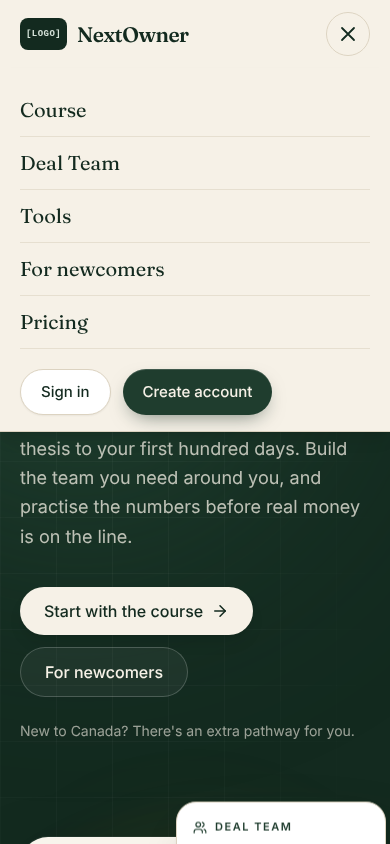 [LOGO] NextOwner
Course
Deal Team
Tools
For newcomers
Pricing
Sign in
Create account
thesis to your first hundred days. Build
the team you need around you, and
practise the numbers before real money
is on the line.
Start with the course →
For newcomers
New to Canada? There's an extra pathway for you.
DEAL TEAM